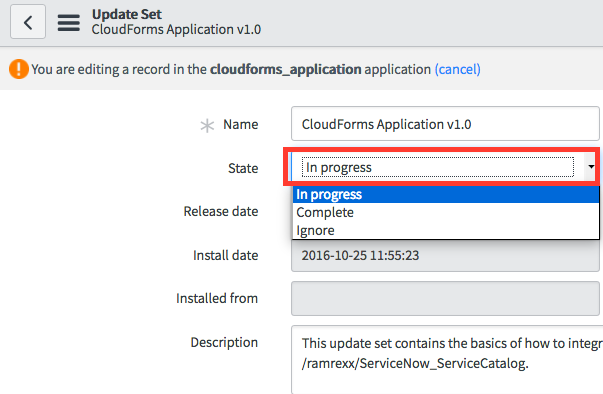 Update Set
CloudForms Application v1.0
You are editing a record in the cloudforms_application application (cancel)
Name CloudForms Application v1.0
State In progress
In progress
Complete
Release date
Ignore
Install date 2016-10-25 11:55:23
Installed from
Description This update set contains the basics of how to integr
/ramrexx/ServiceNow_ServiceCatalog.